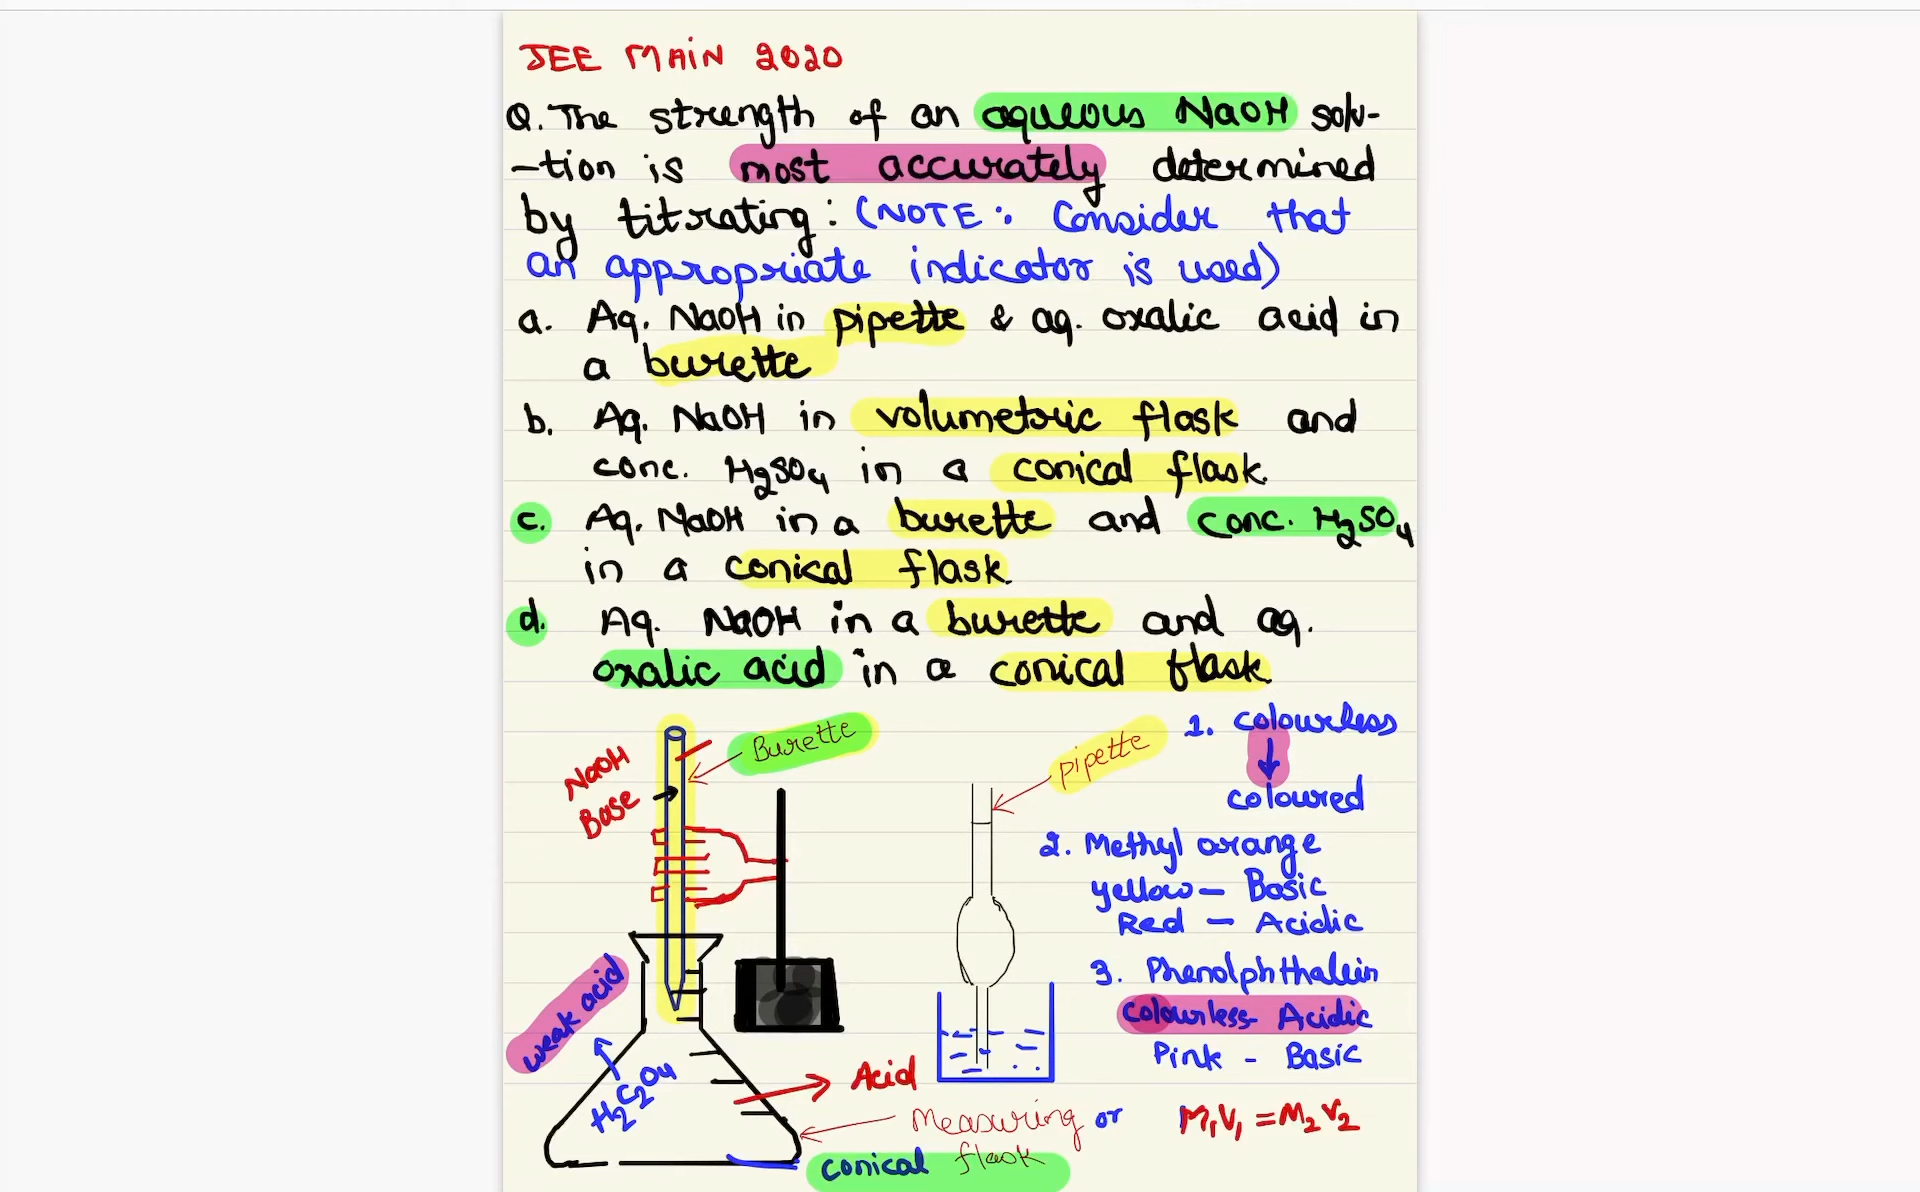 JEE MAIN 2020
Q. The strength of an aqueous NaOH solu-
-tion is most accurately determined
by titrating: (NOTE: Consider that
an appropriate indicator is used)
a. Aq. NaOH in pipette & aq. oxalic acid in
a burette
b. Aq. NaOH in volumetric flask and
conc. H2SO4 in a conical flask.
c. Aq. NaOH in a burette and conc. H2SO4
in a conical flask.
d. Aq. NaOH in a burette and aq.
oxalic acid in a conical flask.
NaOH
Base
Burette
pipette
1. colourless
↓
coloured
2. Methyl orange
yellow - Basic
Red - Acidic
3. Phenolphthalein
colourless - Acidic
Pink - Basic
weak acid
H2C2O4
Acid
Measuring or
conical flask
M1V1 = M2V2